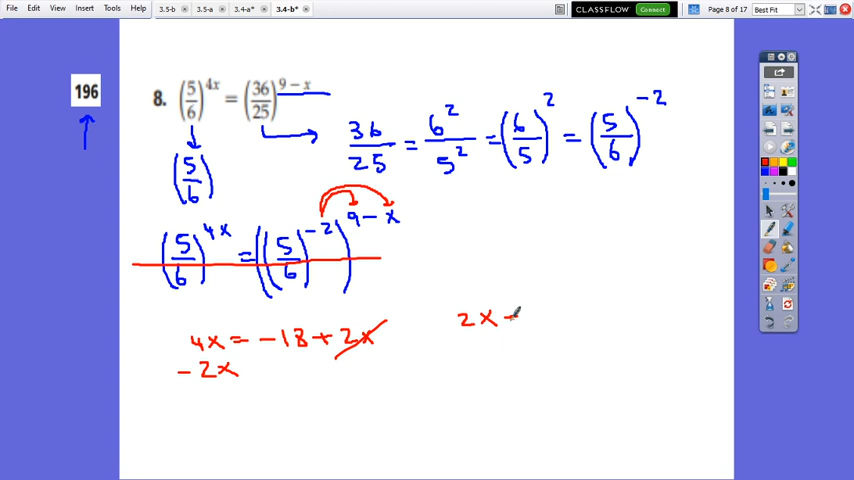 File Edit View Insert Tools Help
3.5-b × 3.5-a × 3.4-a* × 3.4-b* ×
CLASSFLOW Connect
Page 8 of 17 Best Fit
196
8. (5/6)^{4x} = (36/25)^{9 – x}
36/25 = 6^2/5^2 = (6/5)^2 = (5/6)^{-2}
(5/6)
(5/6)^{4x} = ((5/6)^{-2})^{9-x}
4x = -18 + 2x
-2x
2x -